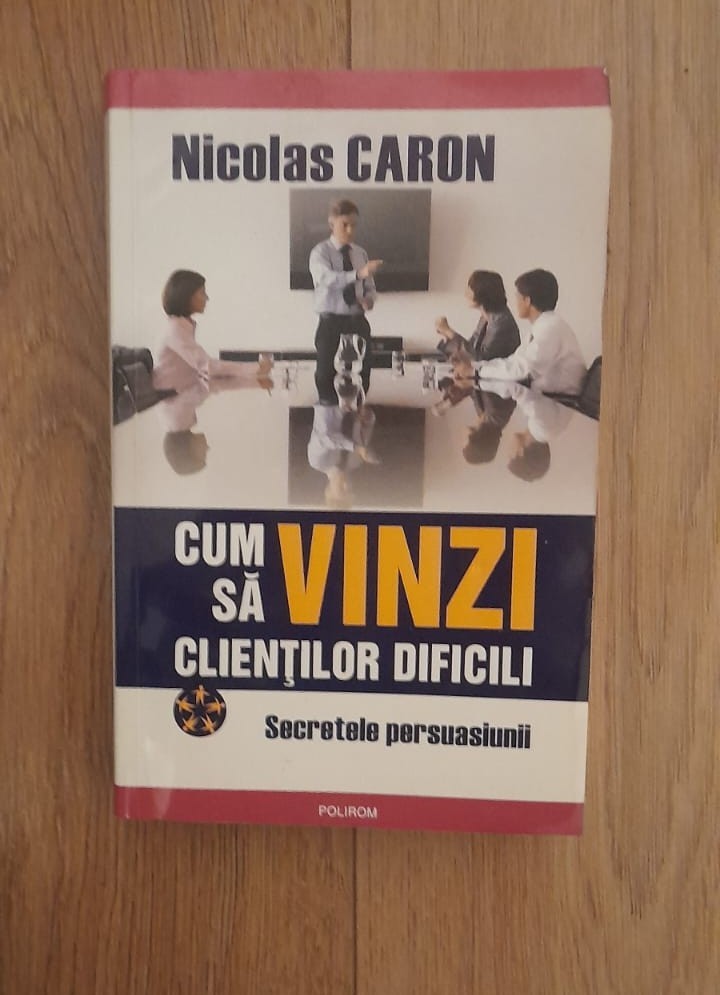 Nicolas CARON
CUM SĂ VINZI
CLIENŢILOR DIFICILI
Secretele persuasiunii
POLIROM